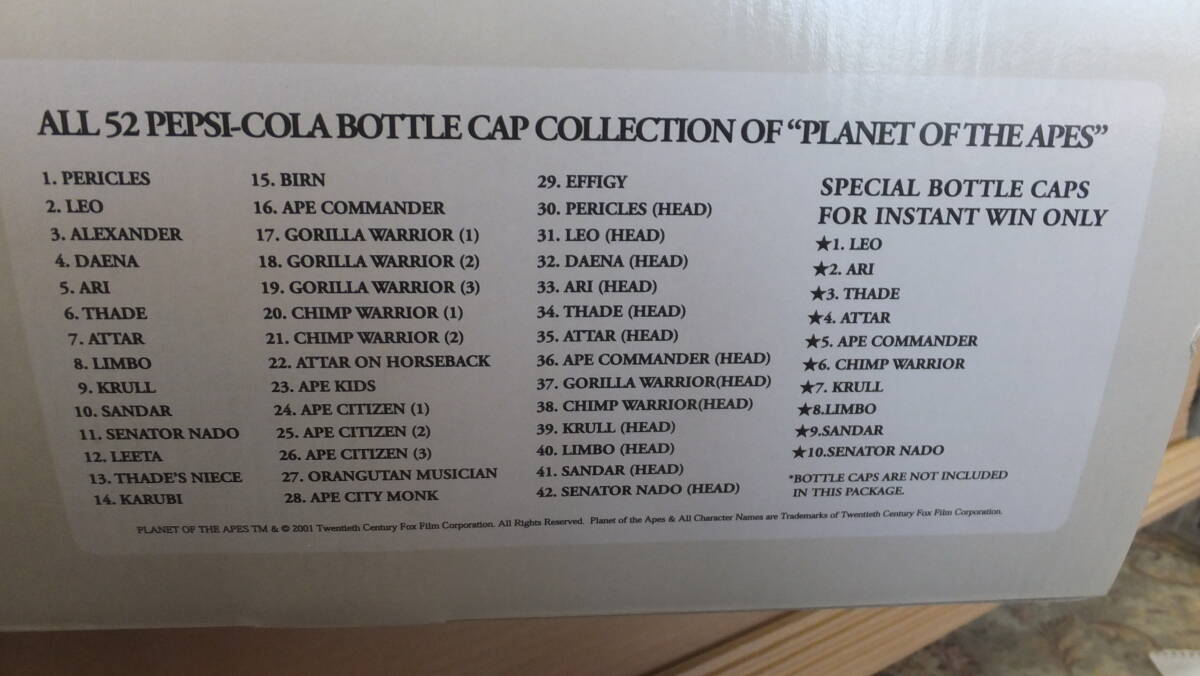 ALL 52 PEPSI-COLA BOTTLE CAP COLLECTION OF “PLANET OF THE APES”
1. PERICLES
2. LEO
3. ALEXANDER
4. DAENA
5. ARI
6. THADE
7. ATTAR
8. LIMBO
9. KRULL
10. SANDAR
11. SENATOR NADO
12. LEETA
13. THADE'S NIECE
14. KARUBI
15. BIRN
16. APE COMMANDER
17. GORILLA WARRIOR (1)
18. GORILLA WARRIOR (2)
19. GORILLA WARRIOR (3)
20. CHIMP WARRIOR (1)
21. CHIMP WARRIOR (2)
22. ATTAR ON HORSEBACK
23. APE KIDS
24. APE CITIZEN (1)
25. APE CITIZEN (2)
26. APE CITIZEN (3)
27. ORANGUTAN MUSICIAN
28. APE CITY MONK
29. EFFIGY
30. PERICLES (HEAD)
31. LEO (HEAD)
32. DAENA (HEAD)
33. ARI (HEAD)
34. THADE (HEAD)
35. ATTAR (HEAD)
36. APE COMMANDER (HEAD)
37. GORILLA WARRIOR(HEAD)
38. CHIMP WARRIOR(HEAD)
39. KRULL (HEAD)
40. LIMBO (HEAD)
41. SANDAR (HEAD)
42. SENATOR NADO (HEAD)
SPECIAL BOTTLE CAPS
FOR INSTANT WIN ONLY
★1. LEO
★2. ARI
★3. THADE
★4. ATTAR
★5. APE COMMANDER
★6. CHIMP WARRIOR
★7. KRULL
★8.LIMBO
★9.SANDAR
★10.SENATOR NADO
*BOTTLE CAPS ARE NOT INCLUDED
IN THIS PACKAGE.
PLANET OF THE APES TM & © 2001 Twentieth Century Fox Film Corporation. All Rights Reserved. Planet of the Apes & All Character Names are Trademarks of Twentieth Century Fox Film Corporation.